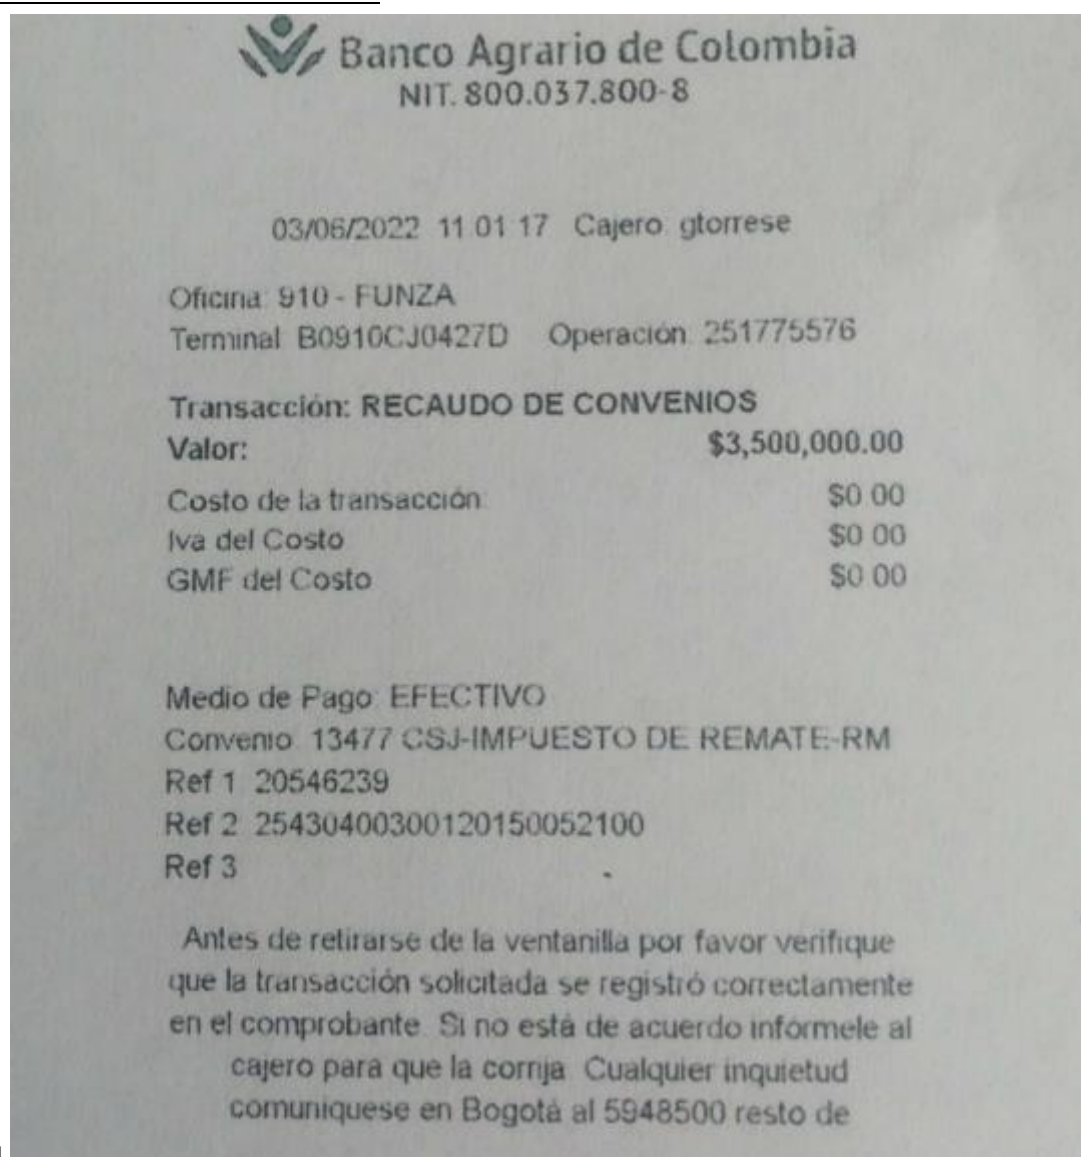 Banco Agrario de Colombia
NIT. 800.037.800-8
03/06/2022 11 01 17 Cajero gtorrese
Oficina: 910 - FUNZA
Terminal B0910CJ0427D Operación 251775576
Transacción: RECAUDO DE CONVENIOS
Valor: $3,500,000.00
Costo de la transacción $0 00
Iva del Costo $0 00
GMF del Costo $0 00
Medio de Pago: EFECTIVO
Convenio 13477 CSJ-IMPUESTO DE REMATE-RM
Ref 1 20546239
Ref 2 25430400300120150052100
Ref 3
Antes de retirarse de la ventanilla por favor verifique
que la transacción solicitada se registró correctamente
en el comprobante Si no está de acuerdo infórmele al
cajero para que la corrija Cualquier inquietud
comuniquese en Bogotá al 5948500 resto de